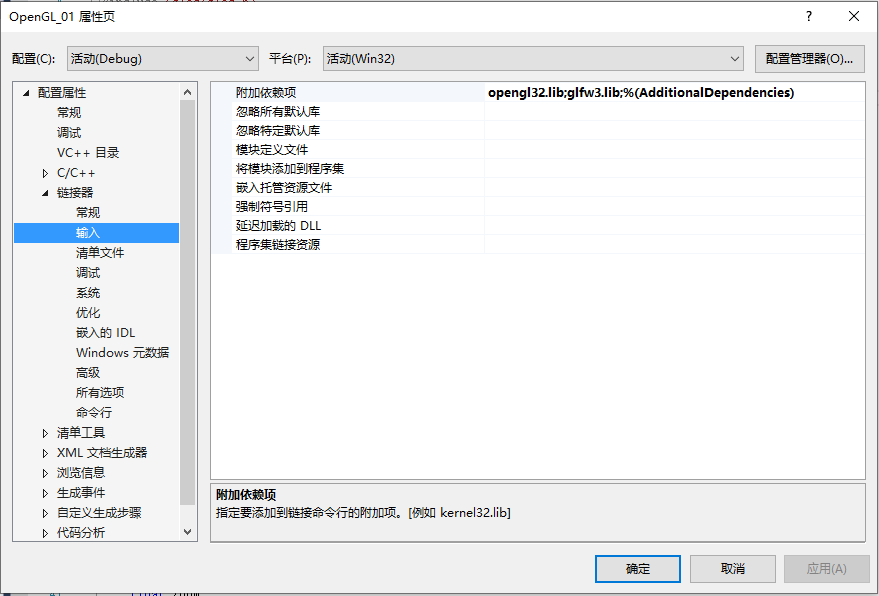 OpenGL_01 属性页
配置(C): 活动(Debug) 平台(P): 活动(Win32) 配置管理器(O)...
配置属性
常规
调试
VC++ 目录
C/C++
链接器
常规
输入
清单文件
调试
系统
优化
嵌入的 IDL
Windows 元数据
高级
所有选项
命令行
清单工具
XML 文档生成器
浏览信息
生成事件
自定义生成步骤
代码分析
附加依赖项 opengl32.lib;glfw3.lib;%(AdditionalDependencies)
忽略所有默认库
忽略特定默认库
模块定义文件
将模块添加到程序集
嵌入托管资源文件
强制符号引用
延迟加载的 DLL
程序集链接资源
附加依赖项
指定要添加到链接命令行的附加项。[例如 kernel32.lib]
确定 取消 应用(A)